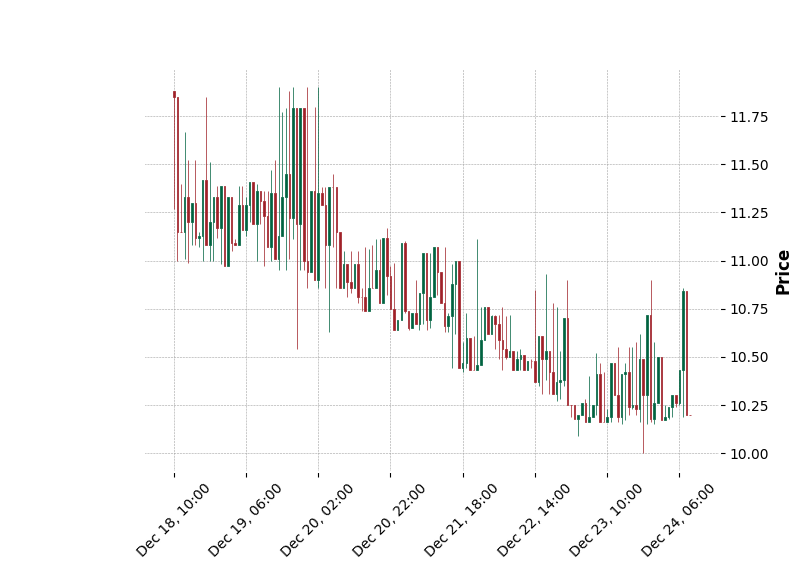 11.75
11.50
11.25
11.00
10.75
10.50
10.25
10.00
Price
Dec 18, 10:00
Dec 19, 06:00
Dec 20, 02:00
Dec 20, 22:00
Dec 21, 18:00
Dec 22, 14:00
Dec 23, 10:00
Dec 24, 06:00